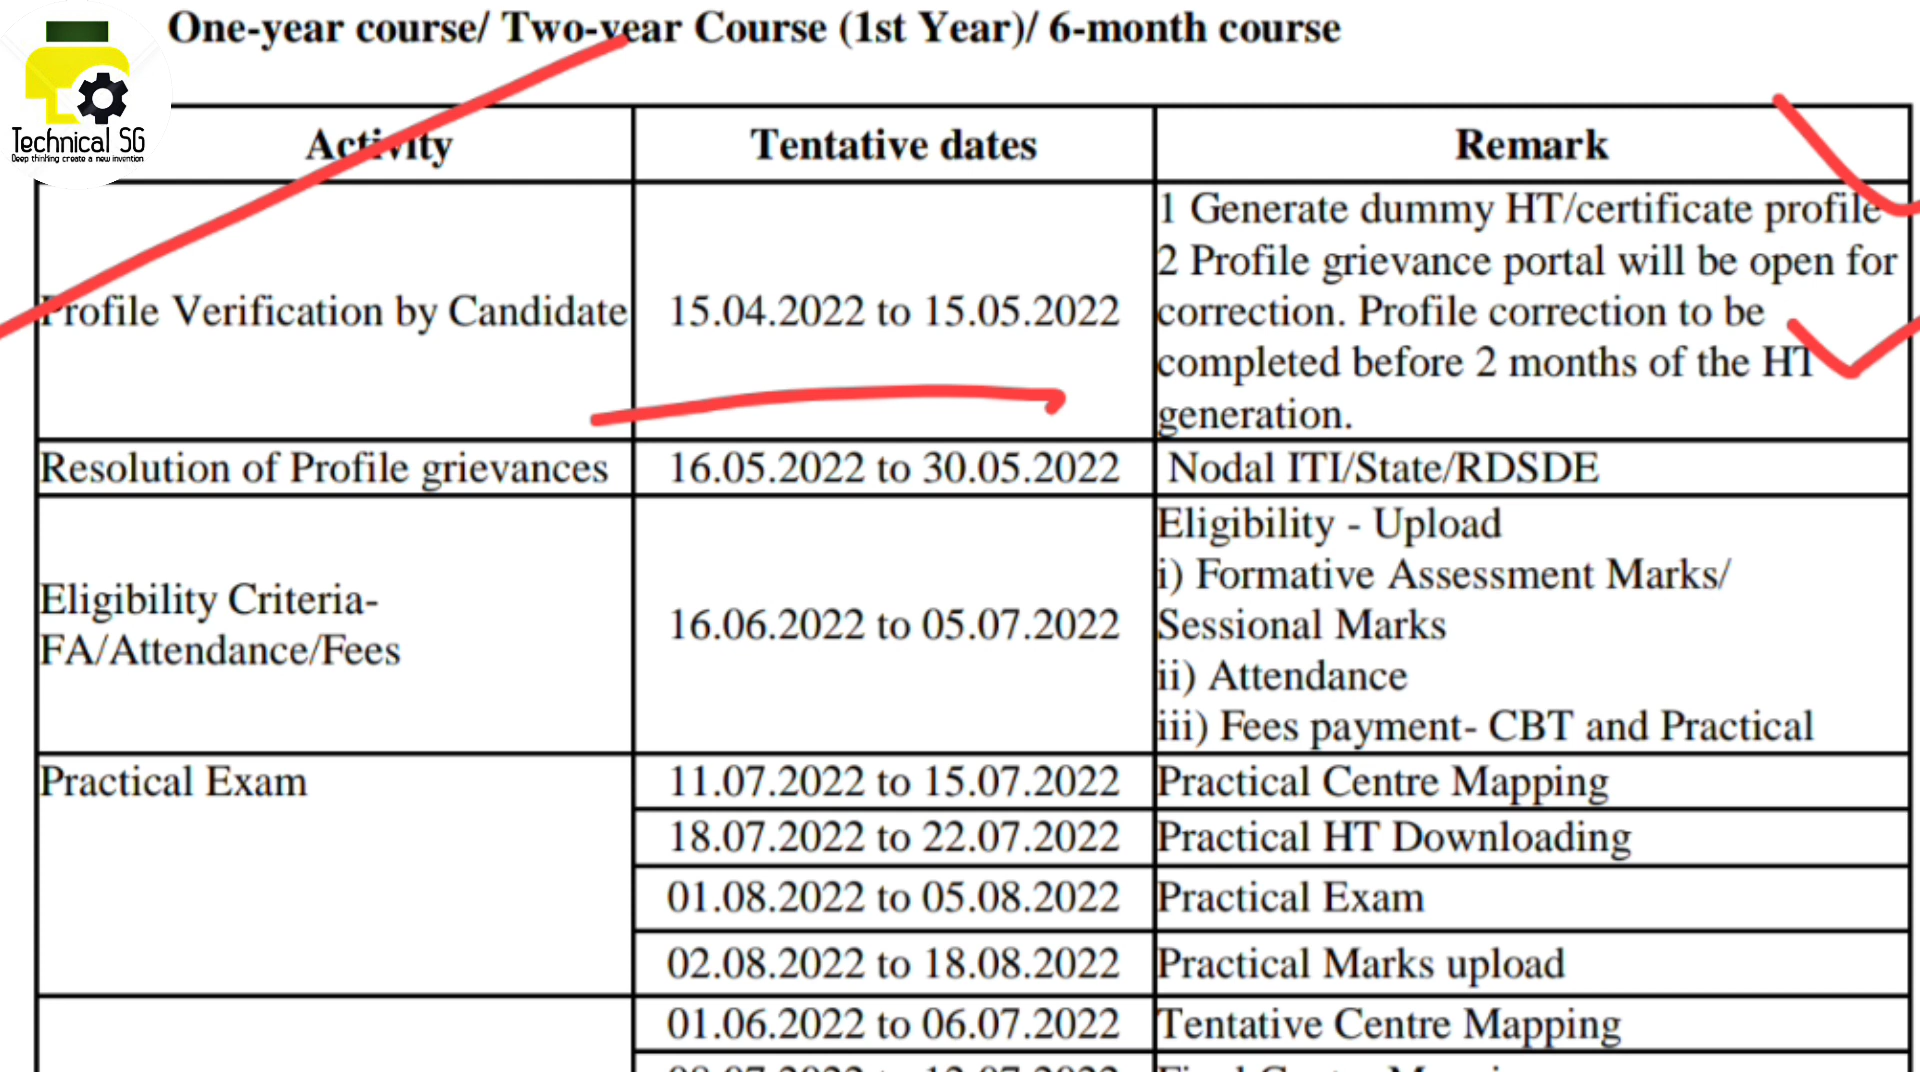 One-year course/ Two-year Course (1st Year)/ 6-month course
Technical SG
Deep thinking create a new invention
Activity
Tentative dates
Remark
Profile Verification by Candidate
15.04.2022 to 15.05.2022
1 Generate dummy HT/certificate profile
2 Profile grievance portal will be open for
correction. Profile correction to be
completed before 2 months of the HT
generation.
Resolution of Profile grievances
16.05.2022 to 30.05.2022
Nodal ITI/State/RDSDE
Eligibility Criteria-
FA/Attendance/Fees
16.06.2022 to 05.07.2022
Eligibility - Upload
i) Formative Assessment Marks/
Sessional Marks
ii) Attendance
iii) Fees payment- CBT and Practical
Practical Exam
11.07.2022 to 15.07.2022
Practical Centre Mapping
18.07.2022 to 22.07.2022
Practical HT Downloading
01.08.2022 to 05.08.2022
Practical Exam
02.08.2022 to 18.08.2022
Practical Marks upload
01.06.2022 to 06.07.2022
Tentative Centre Mapping